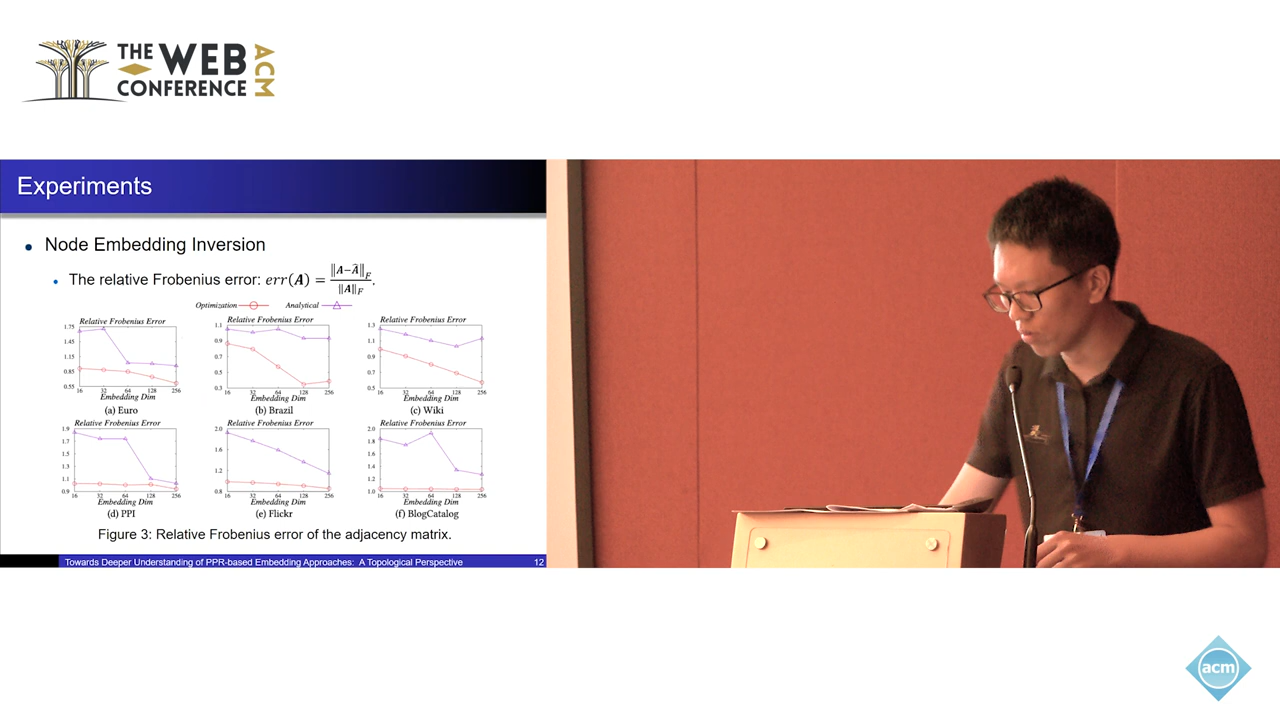 THE WEB
CONFERENCE
ACM
Experiments
• Node Embedding Inversion
• The relative Frobenius error: err(A) = ‖A−Â‖F / ‖A‖F.
Optimization Analytical
Relative Frobenius Error
1.75
1.45
1.15
0.85
0.55
16 32 64 128 256
Embedding Dim
(a) Euro
Relative Frobenius Error
1.1
0.9
0.7
0.5
0.3
16 32 64 128 256
Embedding Dim
(b) Brazil
Relative Frobenius Error
1.3
1.1
0.9
0.7
0.5
16 32 64 128 256
Embedding Dim
(c) Wiki
Relative Frobenius Error
1.9
1.7
1.5
1.3
1.1
0.9
16 32 64 128 256
Embedding Dim
(d) PPI
Relative Frobenius Error
2.0
1.6
1.2
0.8
16 32 64 128 256
Embedding Dim
(e) Flickr
Relative Frobenius Error
2.0
1.8
1.6
1.4
1.2
1.0
16 32 64 128 256
Embedding Dim
(f) BlogCatalog
Figure 3: Relative Frobenius error of the adjacency matrix.
Towards Deeper Understanding of PPR-based Embedding Approaches: A Topological Perspective 12
acm